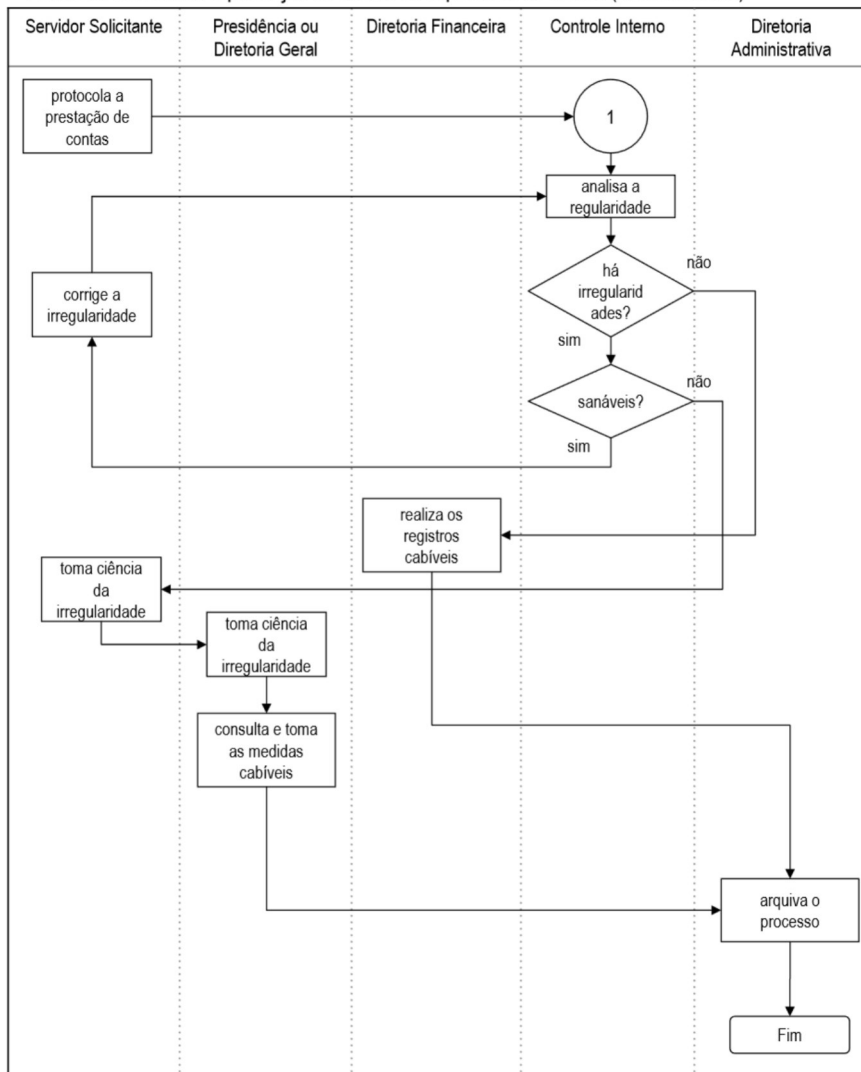 Servidor Solicitante
Presidência ou
Diretoria Geral
Diretoria Financeira
Controle Interno
Diretoria
Administrativa
protocola a
prestação de
contas
1
analisa a
regularidade
há
irregularid
ades?
não
sim
corrige a
irregularidade
sanáveis?
não
sim
realiza os
registros
cabíveis
toma ciência
da
irregularidade
toma ciência
da
irregularidade
consulta e toma
as medidas
cabíveis
arquiva o
processo
Fim